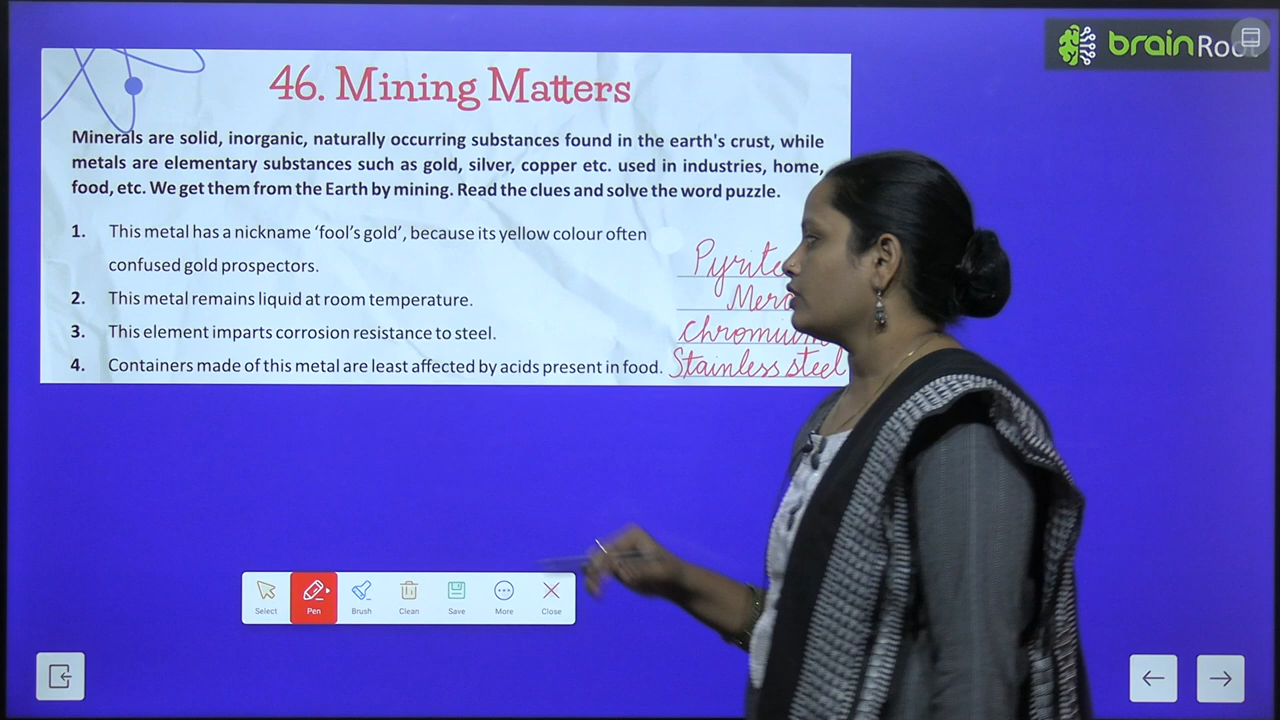 brainRoot
46. Mining Matters
Minerals are solid, inorganic, naturally occurring substances found in the earth's crust, while
metals are elementary substances such as gold, silver, copper etc. used in industries, home,
food, etc. We get them from the Earth by mining. Read the clues and solve the word puzzle.
1. This metal has a nickname ‘fool's gold’, because its yellow colour often
confused gold prospectors. Pyrite
2. This metal remains liquid at room temperature.
3. This element imparts corrosion resistance to steel. Chromium
4. Containers made of this metal are least affected by acids present in food. Stainless steel
Select Pen Brush Clean Save More Close